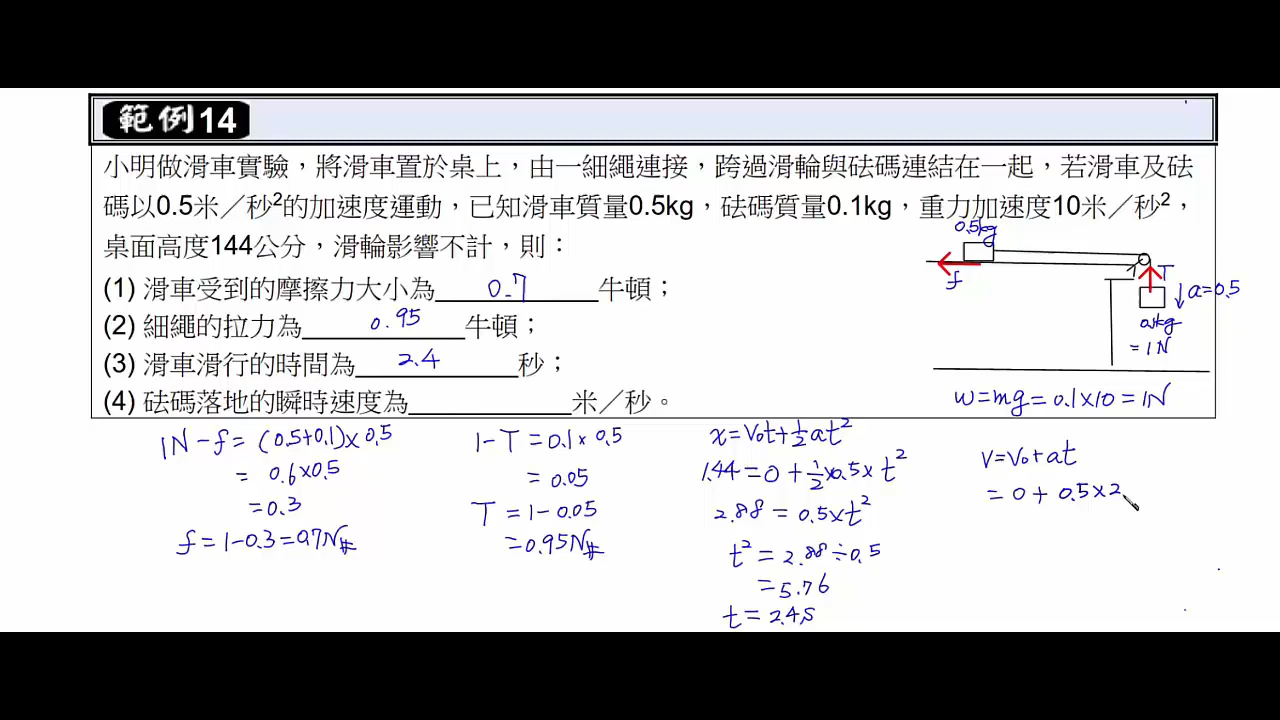 範例14
小明做滑車實驗，將滑車置於桌上，由一細繩連接，跨過滑輪與砝碼連結在一起，若滑車及砝
碼以0.5米／秒²的加速度運動，已知滑車質量0.5kg，砝碼質量0.1kg，重力加速度10米／秒²，
桌面高度144公分，滑輪影響不計，則：
0.5kg
f
T
a=0.5
0.1kg
=1N
W=mg=0.1×10=1N
(1) 滑車受到的摩擦力大小為 0.7 牛頓；
(2) 細繩的拉力為 0.95 牛頓；
(3) 滑車滑行的時間為 2.4 秒；
(4) 砝碼落地的瞬時速度為＿＿＿＿米／秒。
1N-f=(0.5+0.1)×0.5
=0.6×0.5
=0.3
f=1-0.3=0.7N#
1-T=0.1×0.5
=0.05
T=1-0.05
=0.95N#
x=V₀t+½at²
1.44=0+½×0.5×t²
2.88=0.5×t²
t²=2.88÷0.5
=5.76
t=2.4s
V=V₀+at
=0+0.5×2